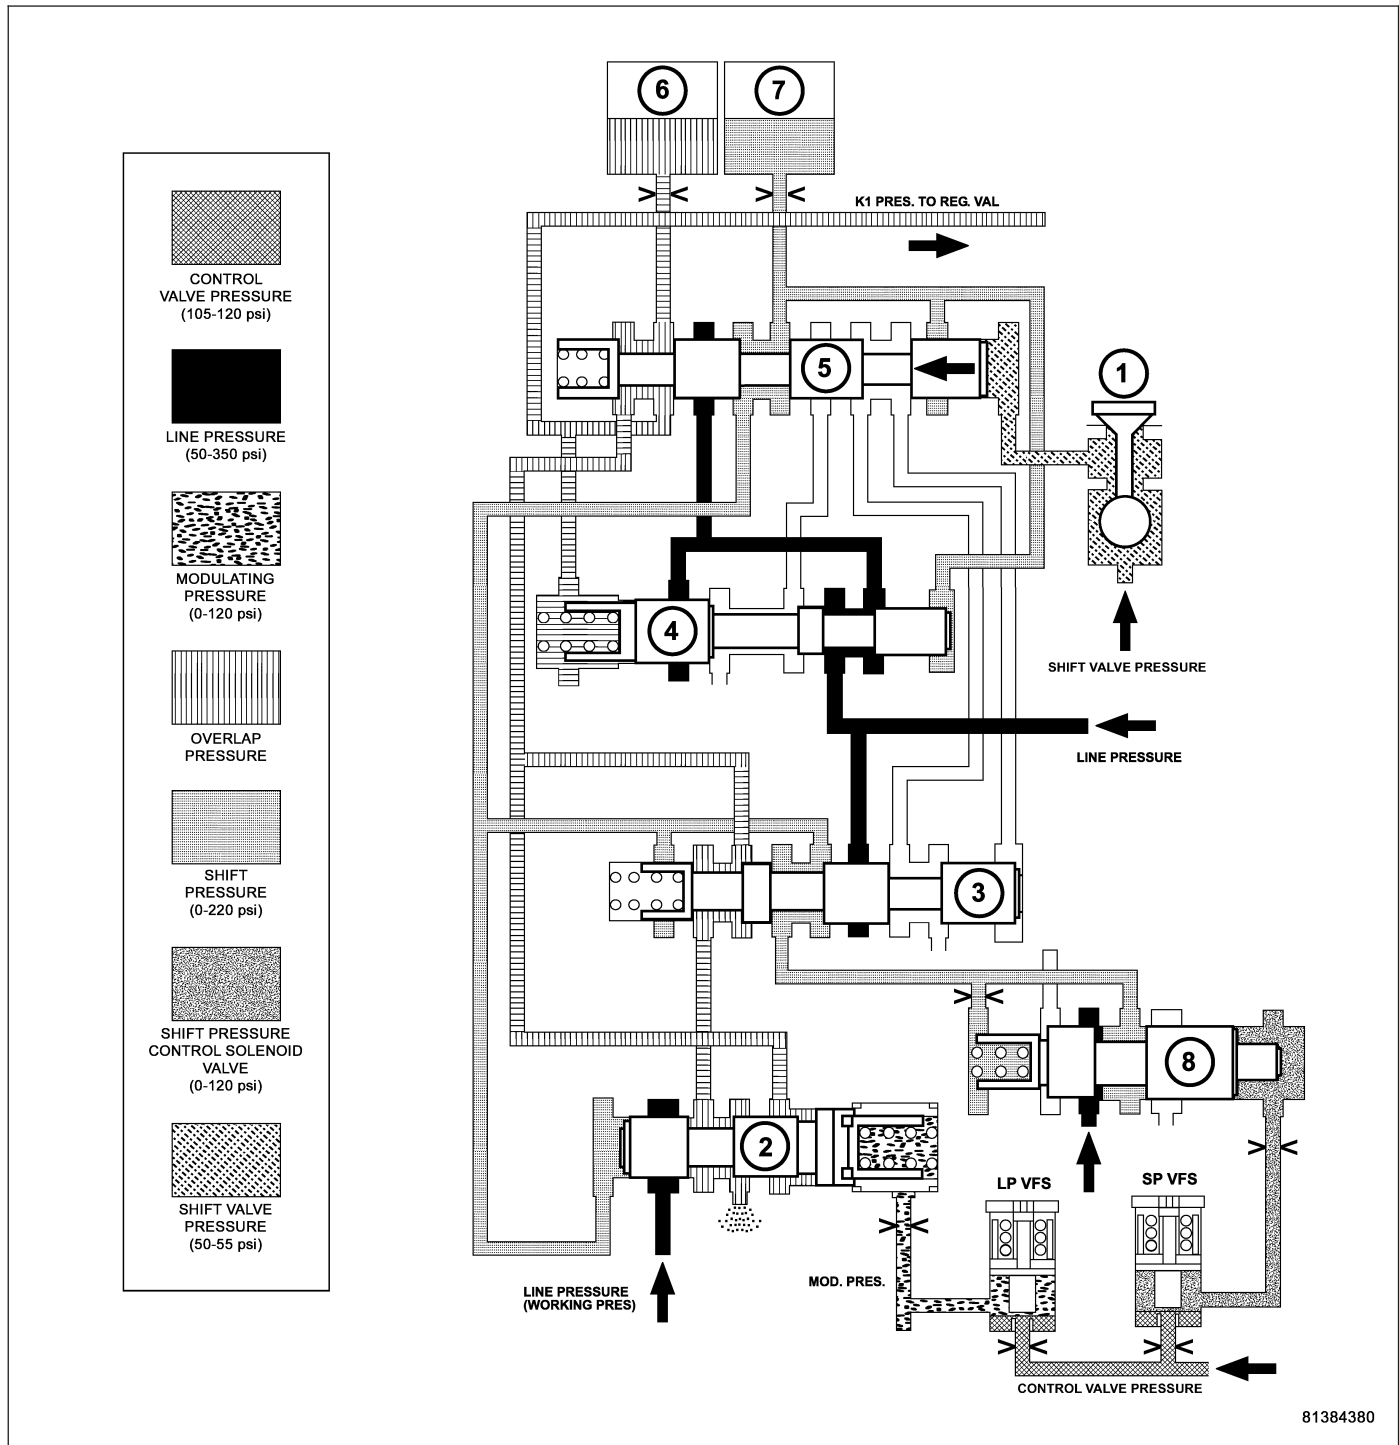 6
7
K1 PRES. TO REG. VAL
CONTROL
VALVE PRESSURE
(105-120 psi)
5
1
LINE PRESSURE
(50-350 psi)
MODULATING
PRESSURE
(0-120 psi)
4
SHIFT VALVE PRESSURE
OVERLAP
PRESSURE
LINE PRESSURE
SHIFT
PRESSURE
(0-220 psi)
3
SHIFT PRESSURE
CONTROL SOLENOID
VALVE
(0-120 psi)
8
2
SHIFT VALVE
PRESSURE
(50-55 psi)
LP VFS
SP VFS
MOD. PRES.
LINE PRESSURE
(WORKING PRES)
CONTROL VALVE PRESSURE
81384380